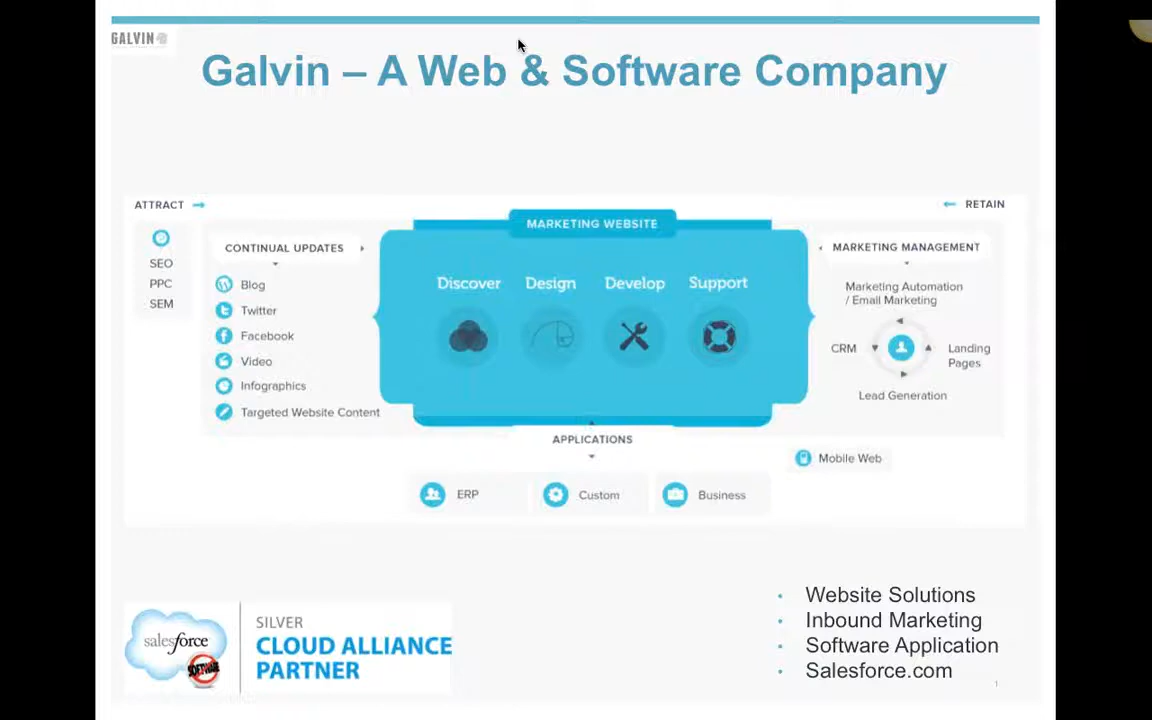 GALVIN
Galvin – A Web & Software Company
ATTRACT
RETAIN
SEO
PPC
SEM
CONTINUAL UPDATES
Blog
Twitter
Facebook
Video
Infographics
Targeted Website Content
MARKETING WEBSITE
Discover
Design
Develop
Support
MARKETING MANAGEMENT
Marketing Automation
/ Email Marketing
CRM
Landing
Pages
Lead Generation
APPLICATIONS
ERP
Custom
Business
Mobile Web
salesforce
SOFTWARE
SILVER
CLOUD ALLIANCE
PARTNER
• Website Solutions
• Inbound Marketing
• Software Application
• Salesforce.com
1